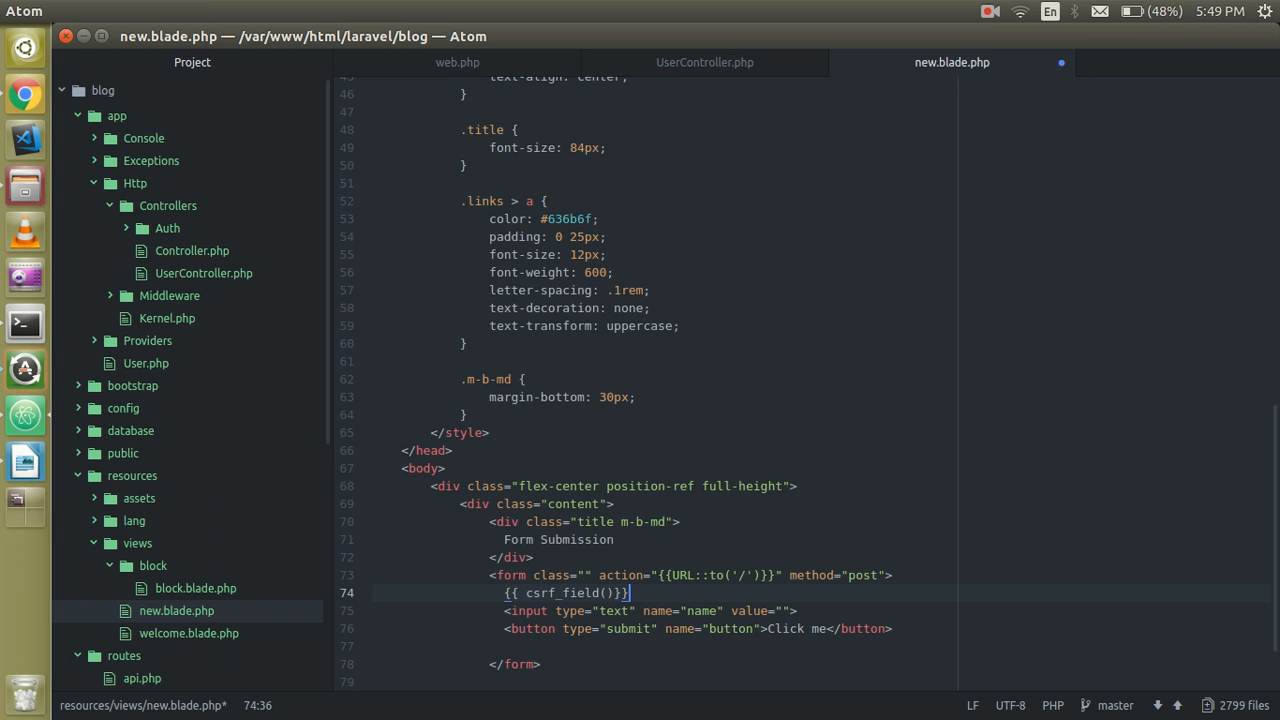 Atom
En
(48%)
5:49 PM
new.blade.php — /var/www/html/laravel/blog — Atom
Project
web.php
UserController.php
new.blade.php
blog
app
Console
Exceptions
Http
Controllers
Auth
Controller.php
UserController.php
Middleware
Kernel.php
Providers
User.php
bootstrap
config
database
public
resources
assets
lang
views
block
block.blade.php
new.blade.php
welcome.blade.php
routes
api.php
45 text-align: center;
46 }
47
48 .title {
49 font-size: 84px;
50 }
51
52 .links > a {
53 color: #636b6f;
54 padding: 0 25px;
55 font-size: 12px;
56 font-weight: 600;
57 letter-spacing: .1rem;
58 text-decoration: none;
59 text-transform: uppercase;
60 }
61
62 .m-b-md {
63 margin-bottom: 30px;
64 }
65 </style>
66 </head>
67 <body>
68 <div class="flex-center position-ref full-height">
69 <div class="content">
70 <div class="title m-b-md">
71 Form Submission
72 </div>
73 <form class="" action="{{URL::to('/')}}" method="post">
74 {{ csrf_field()}}
75 <input type="text" name="name" value="">
76 <button type="submit" name="button">Click me</button>
77
78 </form>
79
resources/views/new.blade.php* 74:36
LF UTF-8 PHP master 2799 files